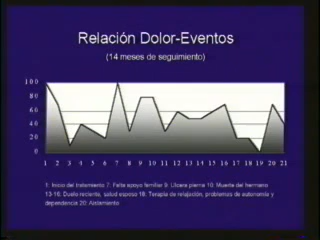 Relación Dolor-Eventos
(14 meses de seguimiento)
100
80
60
40
20
0
1 2 3 4 5 6 7 8 9 10 11 12 13 14 15 16 17 18 19 20 21
1: Inicio del tratamiento 7: Falta apoyo familiar 9: Ulcera pierna 10: Muerte del hermano
13-16: Duelo reciente, salud esposa 18: Terapia de relajación, problemas de autonomía y
dependencia 20: Aislamiento